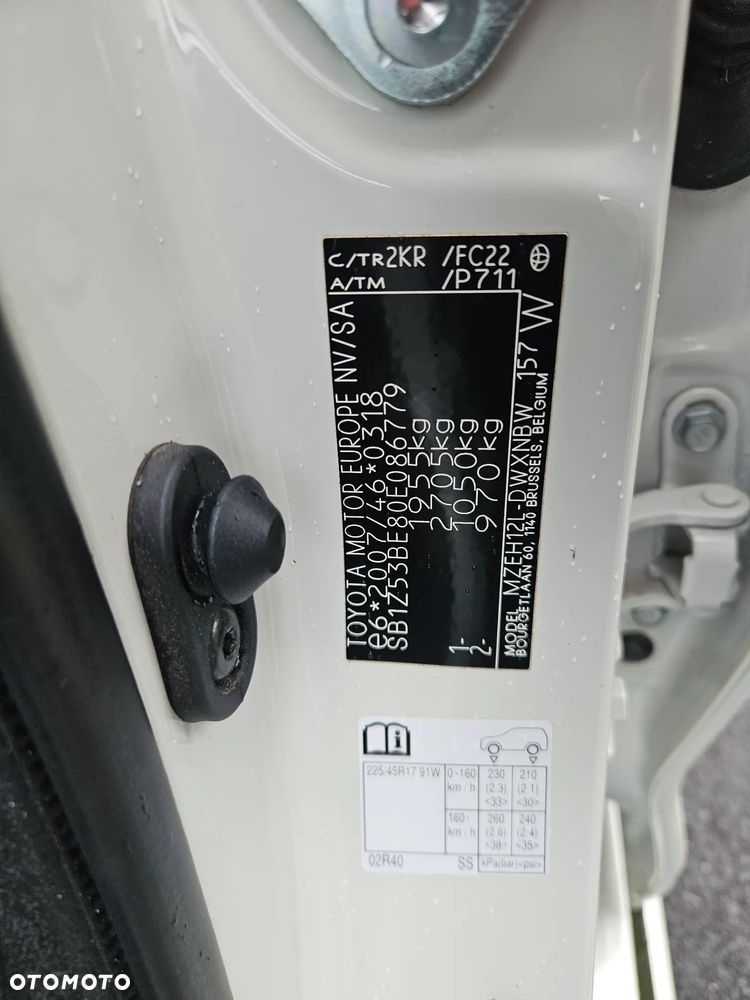 C/TR 2KR /FC22
A/TM /P711
TOYOTA MOTOR EUROPE NV/SA
e6*2007/46*0318
SB1Z53BE80E086779
1955kg
2705kg
1- 1050kg
2- 970kg
MODEL MZEH12L-DWXNBW 157W
BOURGETLAAN 60, 1140 BRUSSELS, BELGIUM
i
225/45R17 91W
0~160 km/h 230 (2.3) <33> 210 (2.1) <30>
160~ km/h 260 (2.6) <38> 240 (2.4) <35>
02R40 SS kPa(bar)<psi>
OTOMOTO